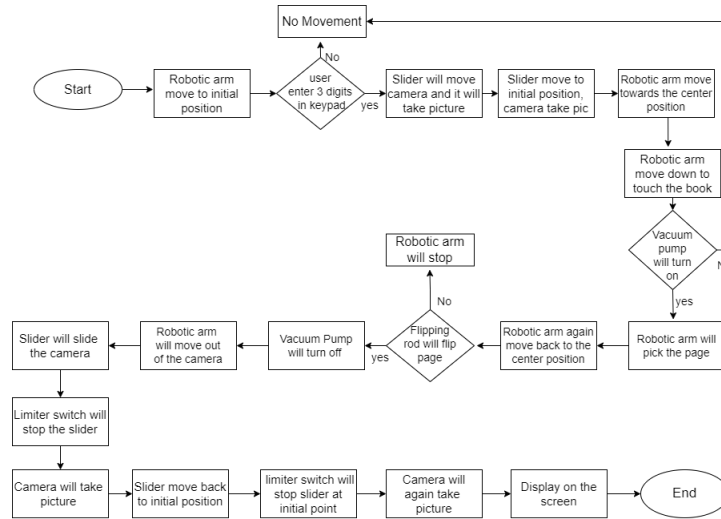 No Movement
No
Start
Robotic arm
move to initial
position
user
enter 3 digits
in keypad
yes
Slider will move
camera and it will
take picture
Slider move to
initial position,
camera take pic
Robotic arm move
towards the center
position
Robotic arm
move down to
touch the book
Vacuum
pump
will turn
on
yes
Robotic arm
will stop
No
Slider will slide
the camera
Robotic arm
will move out
of the camera
Vacuum Pump
will turn off
yes
Flipping
rod will flip
page
Robotic arm again
move back to the
center position
Robotic arm will
pick the page
Limiter switch will
stop the slider
Camera will take
picture
Slider move back
to initial position
limiter switch will
stop slider at
initial point
Camera will
again take
picture
Display on the
screen
End